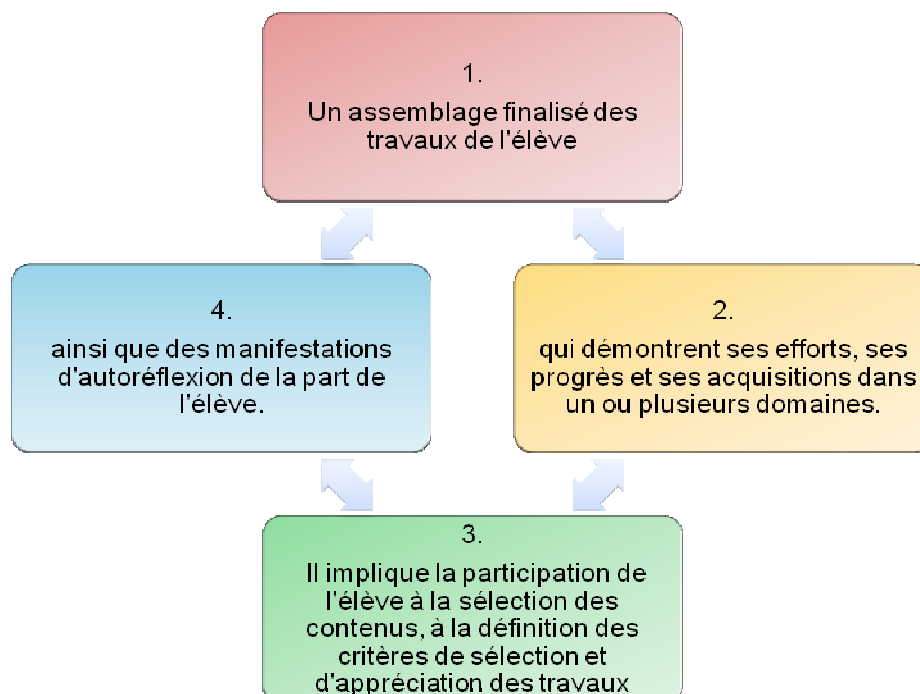 1.
Un assemblage finalisé des
travaux de l'élève
2.
qui démontrent ses efforts, ses
progrès et ses acquisitions dans
un ou plusieurs domaines.
3.
Il implique la participation de
l'élève à la sélection des
contenus, à la définition des
critères de sélection et
d'appréciation des travaux
4.
ainsi que des manifestations
d'autoréflexion de la part de
l'élève.